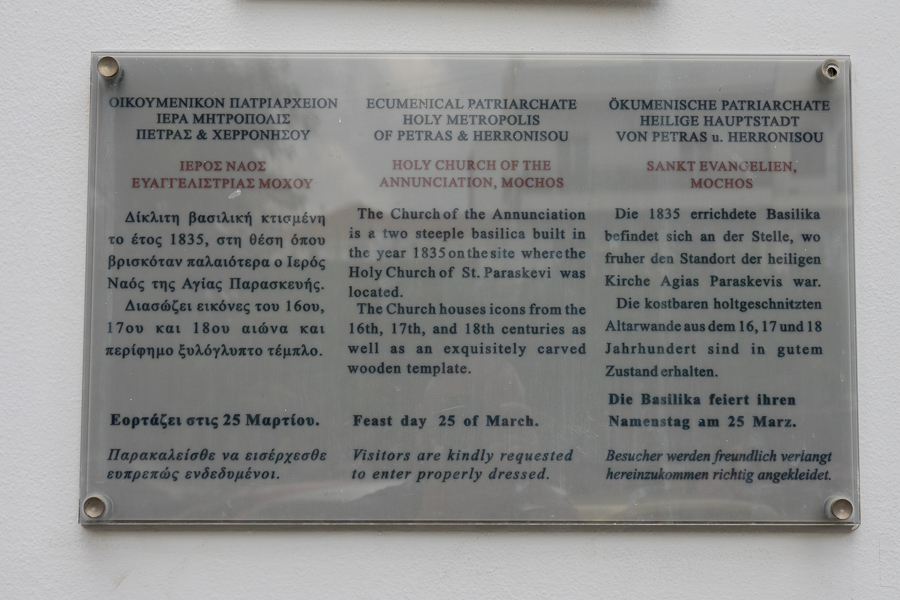 ΟΙΚΟΥΜΕΝΙΚΟΝ ΠΑΤΡΙΑΡΧΕΙΟΝ
ΙΕΡΑ ΜΗΤΡΟΠΟΛΙΣ
ΠΕΤΡΑΣ & ΧΕΡΡΟΝΗΣΟΥ
ΙΕΡΟΣ ΝΑΟΣ
ΕΥΑΓΓΕΛΙΣΤΡΙΑΣ ΜΟΧΟΥ
Δίκλιτη βασιλική κτισμένη
το έτος 1835, στη θέση όπου
βρισκόταν παλαιότερα ο Ιερός
Ναός της Αγίας Παρασκευής.
Διασώζει εικόνες του 16ου,
17ου και 18ου αιώνα και
περίφημο ξυλόγλυπτο τέμπλο.
Εορτάζει στις 25 Μαρτίου.
Παρακαλείσθε να εισέρχεσθε
ευπρεπώς ενδεδυμένοι.
ECUMENICAL PATRIARCHATE
HOLY METROPOLIS
OF PETRAS & HERRONISOU
HOLY CHURCH OF THE
ANNUNCIATION, MOCHOS
The Church of the Annunciation
is a two steeple basilica built in
the year 1835 on the site where the
Holy Church of St. Paraskevi was
located.
The Church houses icons from the
16th, 17th, and 18th centuries as
well as an exquisitely carved
wooden template.
Feast day 25 of March.
Visitors are kindly requested
to enter properly dressed.
ÖKUMENISCHE PATRIARCHATE
HEILIGE HAUPTSTADT
VON PETRAS u. HERRONISOU
SANKT EVANGELIEN,
MOCHOS
Die 1835 errichdete Basilika
befindet sich an der Stelle, wo
fruher den Standort der heiligen
Kirche Agias Paraskevis war.
Die kostbaren holtgeschnitzten
Altarwande aus dem 16, 17 und 18
Jahrhundert sind in gutem
Zustand erhalten.
Die Basilika feiert ihren
Namenstag am 25 Marz.
Besucher werden freundlich veriangt
hereinzukommen richtig angekleidet.